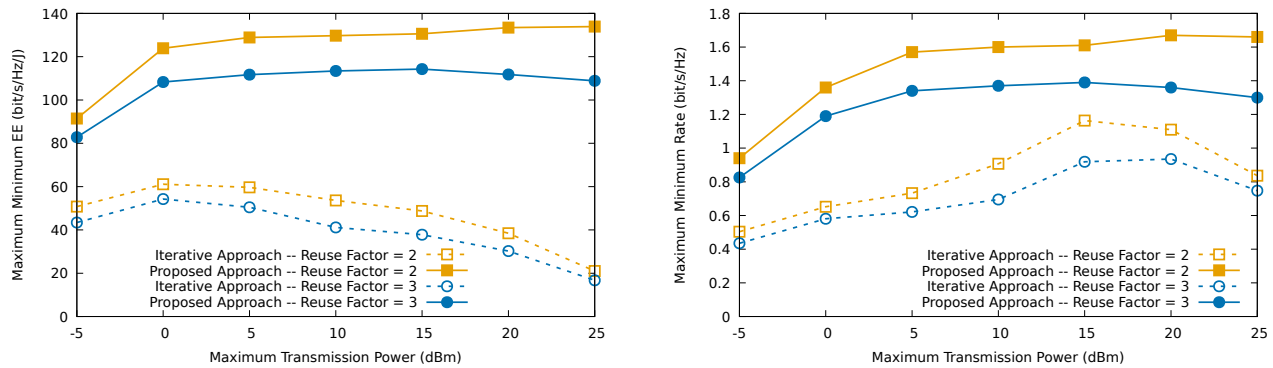 140
120
100
80
60
40
20
0
Maximum Minimum EE (bit/s/Hz/J)
Iterative Approach -- Reuse Factor = 2
Proposed Approach -- Reuse Factor = 2
Iterative Approach -- Reuse Factor = 3
Proposed Approach -- Reuse Factor = 3
-5 0 5 10 15 20 25
Maximum Transmission Power (dBm)
1.8
1.6
1.4
1.2
1
0.8
0.6
0.4
0.2
0
Maximum Minimum Rate (bit/s/Hz)
Iterative Approach -- Reuse Factor = 2
Proposed Approach -- Reuse Factor = 2
Iterative Approach -- Reuse Factor = 3
Proposed Approach -- Reuse Factor = 3
-5 0 5 10 15 20 25
Maximum Transmission Power (dBm)